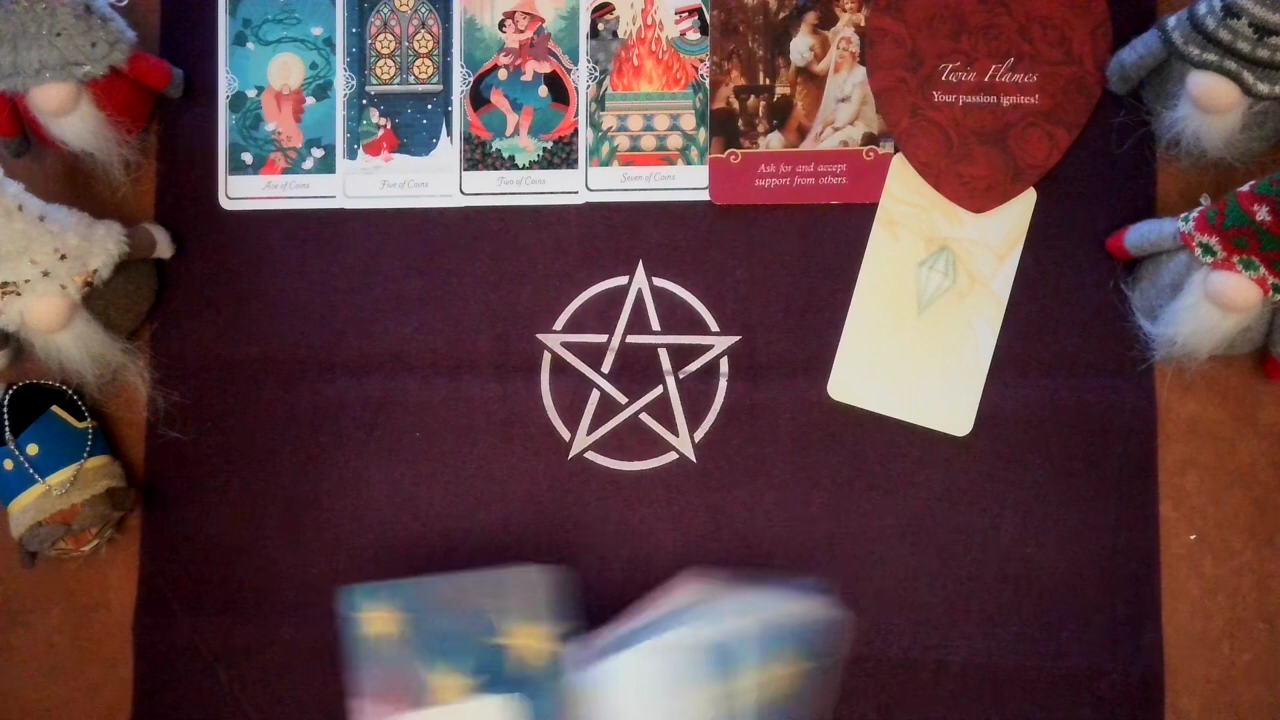 Ace of Coins
Five of Coins
Two of Coins
Seven of Coins
Ask for and accept
support from others.
Twin Flames
Your passion ignites!